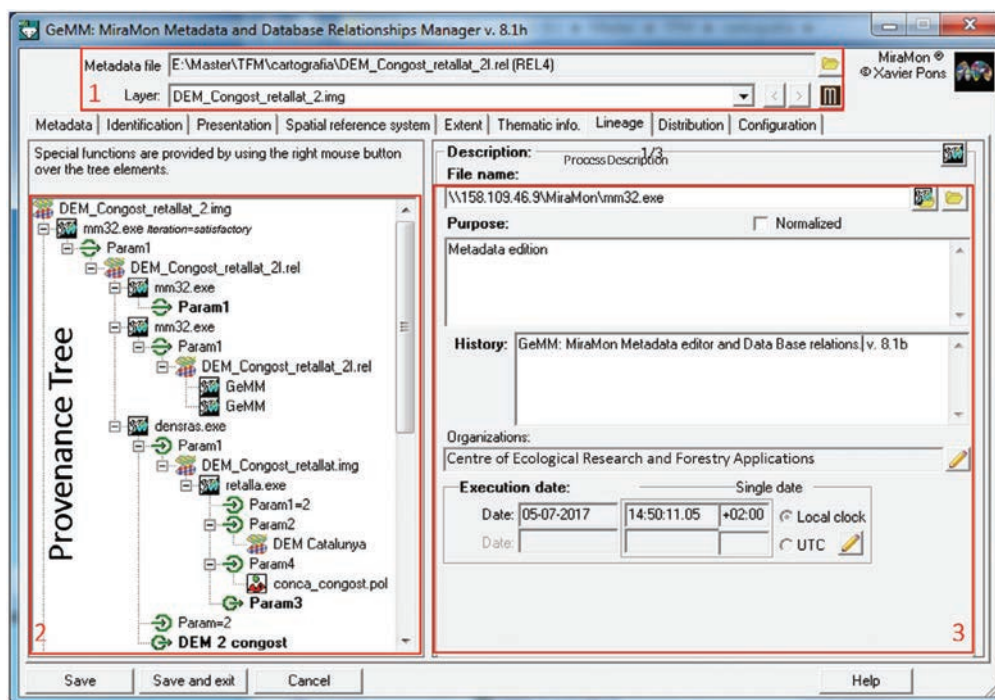 GeMM: MiraMon Metadata and Database Relationships Manager v. 8.1h
Metadata file E:\Master\TFM\cartografia\DEM_Congost_retallat_2I.rel (REL4)
MiraMon ®
© Xavier Pons
1
Layer: DEM_Congost_retallat_2.img
Metadata Identification Presentation Spatial reference system Extent Thematic info. Lineage Distribution Configuration
Special functions are provided by using the right mouse button
over the tree elements.
DEM_Congost_retallat_2.img
mm32.exe Iteration=satisfactory
Param1
DEM_Congost_retallat_2I.rel
mm32.exe
Param1
mm32.exe
Param1
DEM_Congost_retallat_2I.rel
GeMM
GeMM
densras.exe
Param1
DEM_Congost_retallat.img
retalla.exe
Param1=2
Param2
DEM Catalunya
Param4
conca_congost.pol
Param3
Param=2
DEM 2 congost
Provenance Tree
2
Description: 1/3
Process Description
File name:
\\158.109.46.9\MiraMon\mm32.exe
Purpose: Normalized
Metadata edition
History: GeMM: MiraMon Metadata editor and Data Base relations. v. 8.1b
Organizations:
Centre of Ecological Research and Forestry Applications
Execution date: Single date
Date: 05-07-2017 14:50:11.05 +02:00 Local clock
Date: UTC
3
Save Save and exit Cancel Help